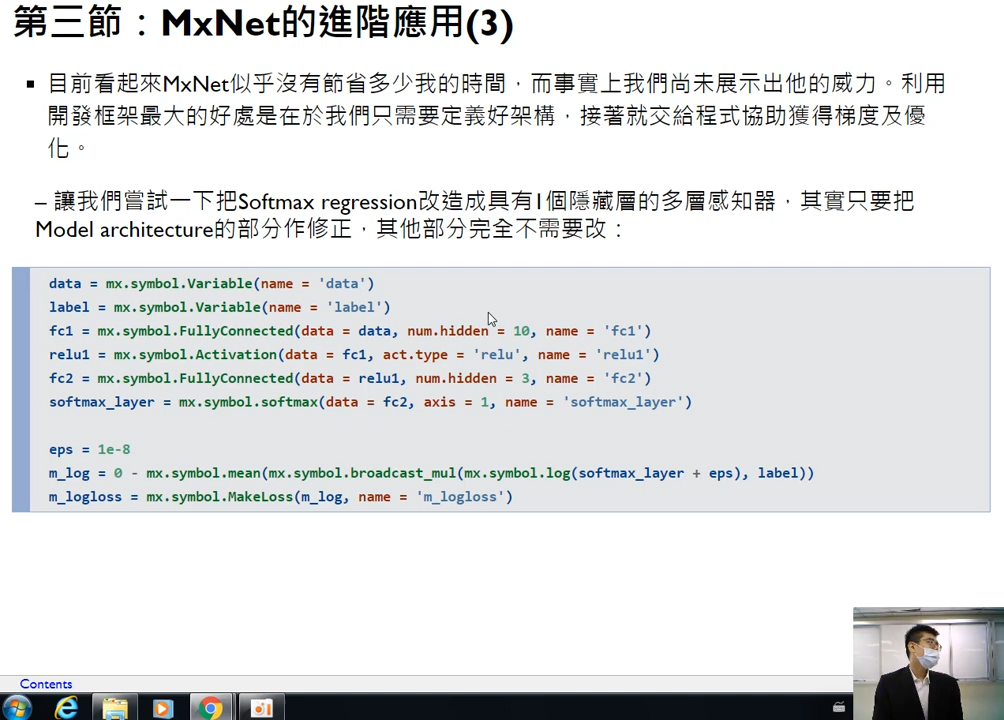 第三節：MxNet的進階應用(3)
▪ 目前看起來MxNet似乎沒有節省多少我的時間，而事實上我們尚未展示出他的威力。利用
開發框架最大的好處是在於我們只需要定義好架構，接著就交給程式協助獲得梯度及優
化。
– 讓我們嘗試一下把Softmax regression改造成具有1個隱藏層的多層感知器，其實只要把
Model architecture的部分作修正，其他部分完全不需要改：
data = mx.symbol.Variable(name = 'data')
label = mx.symbol.Variable(name = 'label')
fc1 = mx.symbol.FullyConnected(data = data, num.hidden = 10, name = 'fc1')
relu1 = mx.symbol.Activation(data = fc1, act.type = 'relu', name = 'relu1')
fc2 = mx.symbol.FullyConnected(data = relu1, num.hidden = 3, name = 'fc2')
softmax_layer = mx.symbol.softmax(data = fc2, axis = 1, name = 'softmax_layer')
eps = 1e-8
m_log = 0 - mx.symbol.mean(mx.symbol.broadcast_mul(mx.symbol.log(softmax_layer + eps), label))
m_logloss = mx.symbol.MakeLoss(m_log, name = 'm_logloss')
Contents